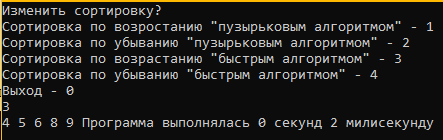 Изменить сортировку?
Сортировка по возростанию "пузырьковым алгоритмом" - 1
Сортировка по убыванию "пузырьковым алгоритмом" - 2
Сортировка по возрастанию "быстрым алгоритмом" - 3
Сортировка по убыванию "быстрым алгоритмом" - 4
Выход - 0
3
4 5 6 8 9 Программа выполнялась 0 секунд 2 милисекунду